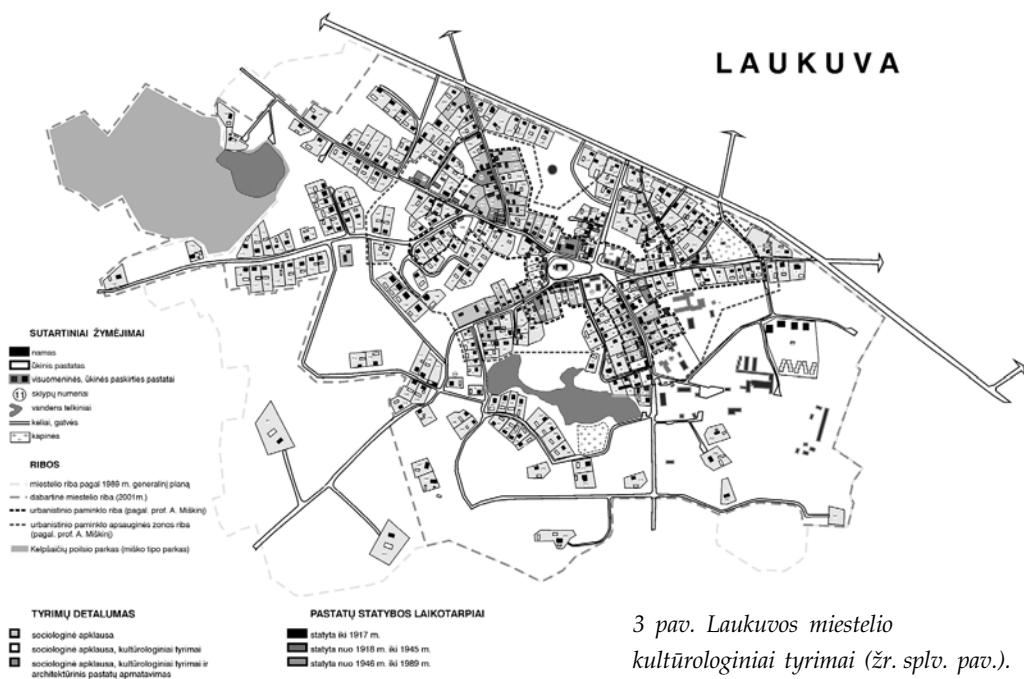 LAUKUVA
SUTARTINIAI ŽYMĖJIMAI
namas
ūkinis pastatas
visuomeninės, ūkinės paskirties pastatai
11 sklypų numeriai
vandens telkiniai
keliai, gatvės
kapinės
RIBOS
miestelio riba pagal 1989 m. generalinį planą
dabartinė miestelio riba (2001m.)
urbanistinio paminklo riba (pagal. prof. A. Miškinį)
urbanistinio paminklo apsauginės zonos riba
(pagal. prof. A. Miškinį)
Kelpšaičių poilsio parkas (miško tipo parkas)
TYRIMŲ DETALUMAS
sociologinė apklausa
sociologinė apklausa, kultūrologiniai tyrimai
sociologinė apklausa, kultūrologiniai tyrimai ir
architektūrinis pastatų apmatavimas
PASTATŲ STATYBOS LAIKOTARPIAI
statyta iki 1917 m.
statyta nuo 1918 m. iki 1945 m.
statyta nuo 1946 m. iki 1989 m.
3 pav. Laukuvos miestelio
kultūrologiniai tyrimai (žr. splv. pav.).